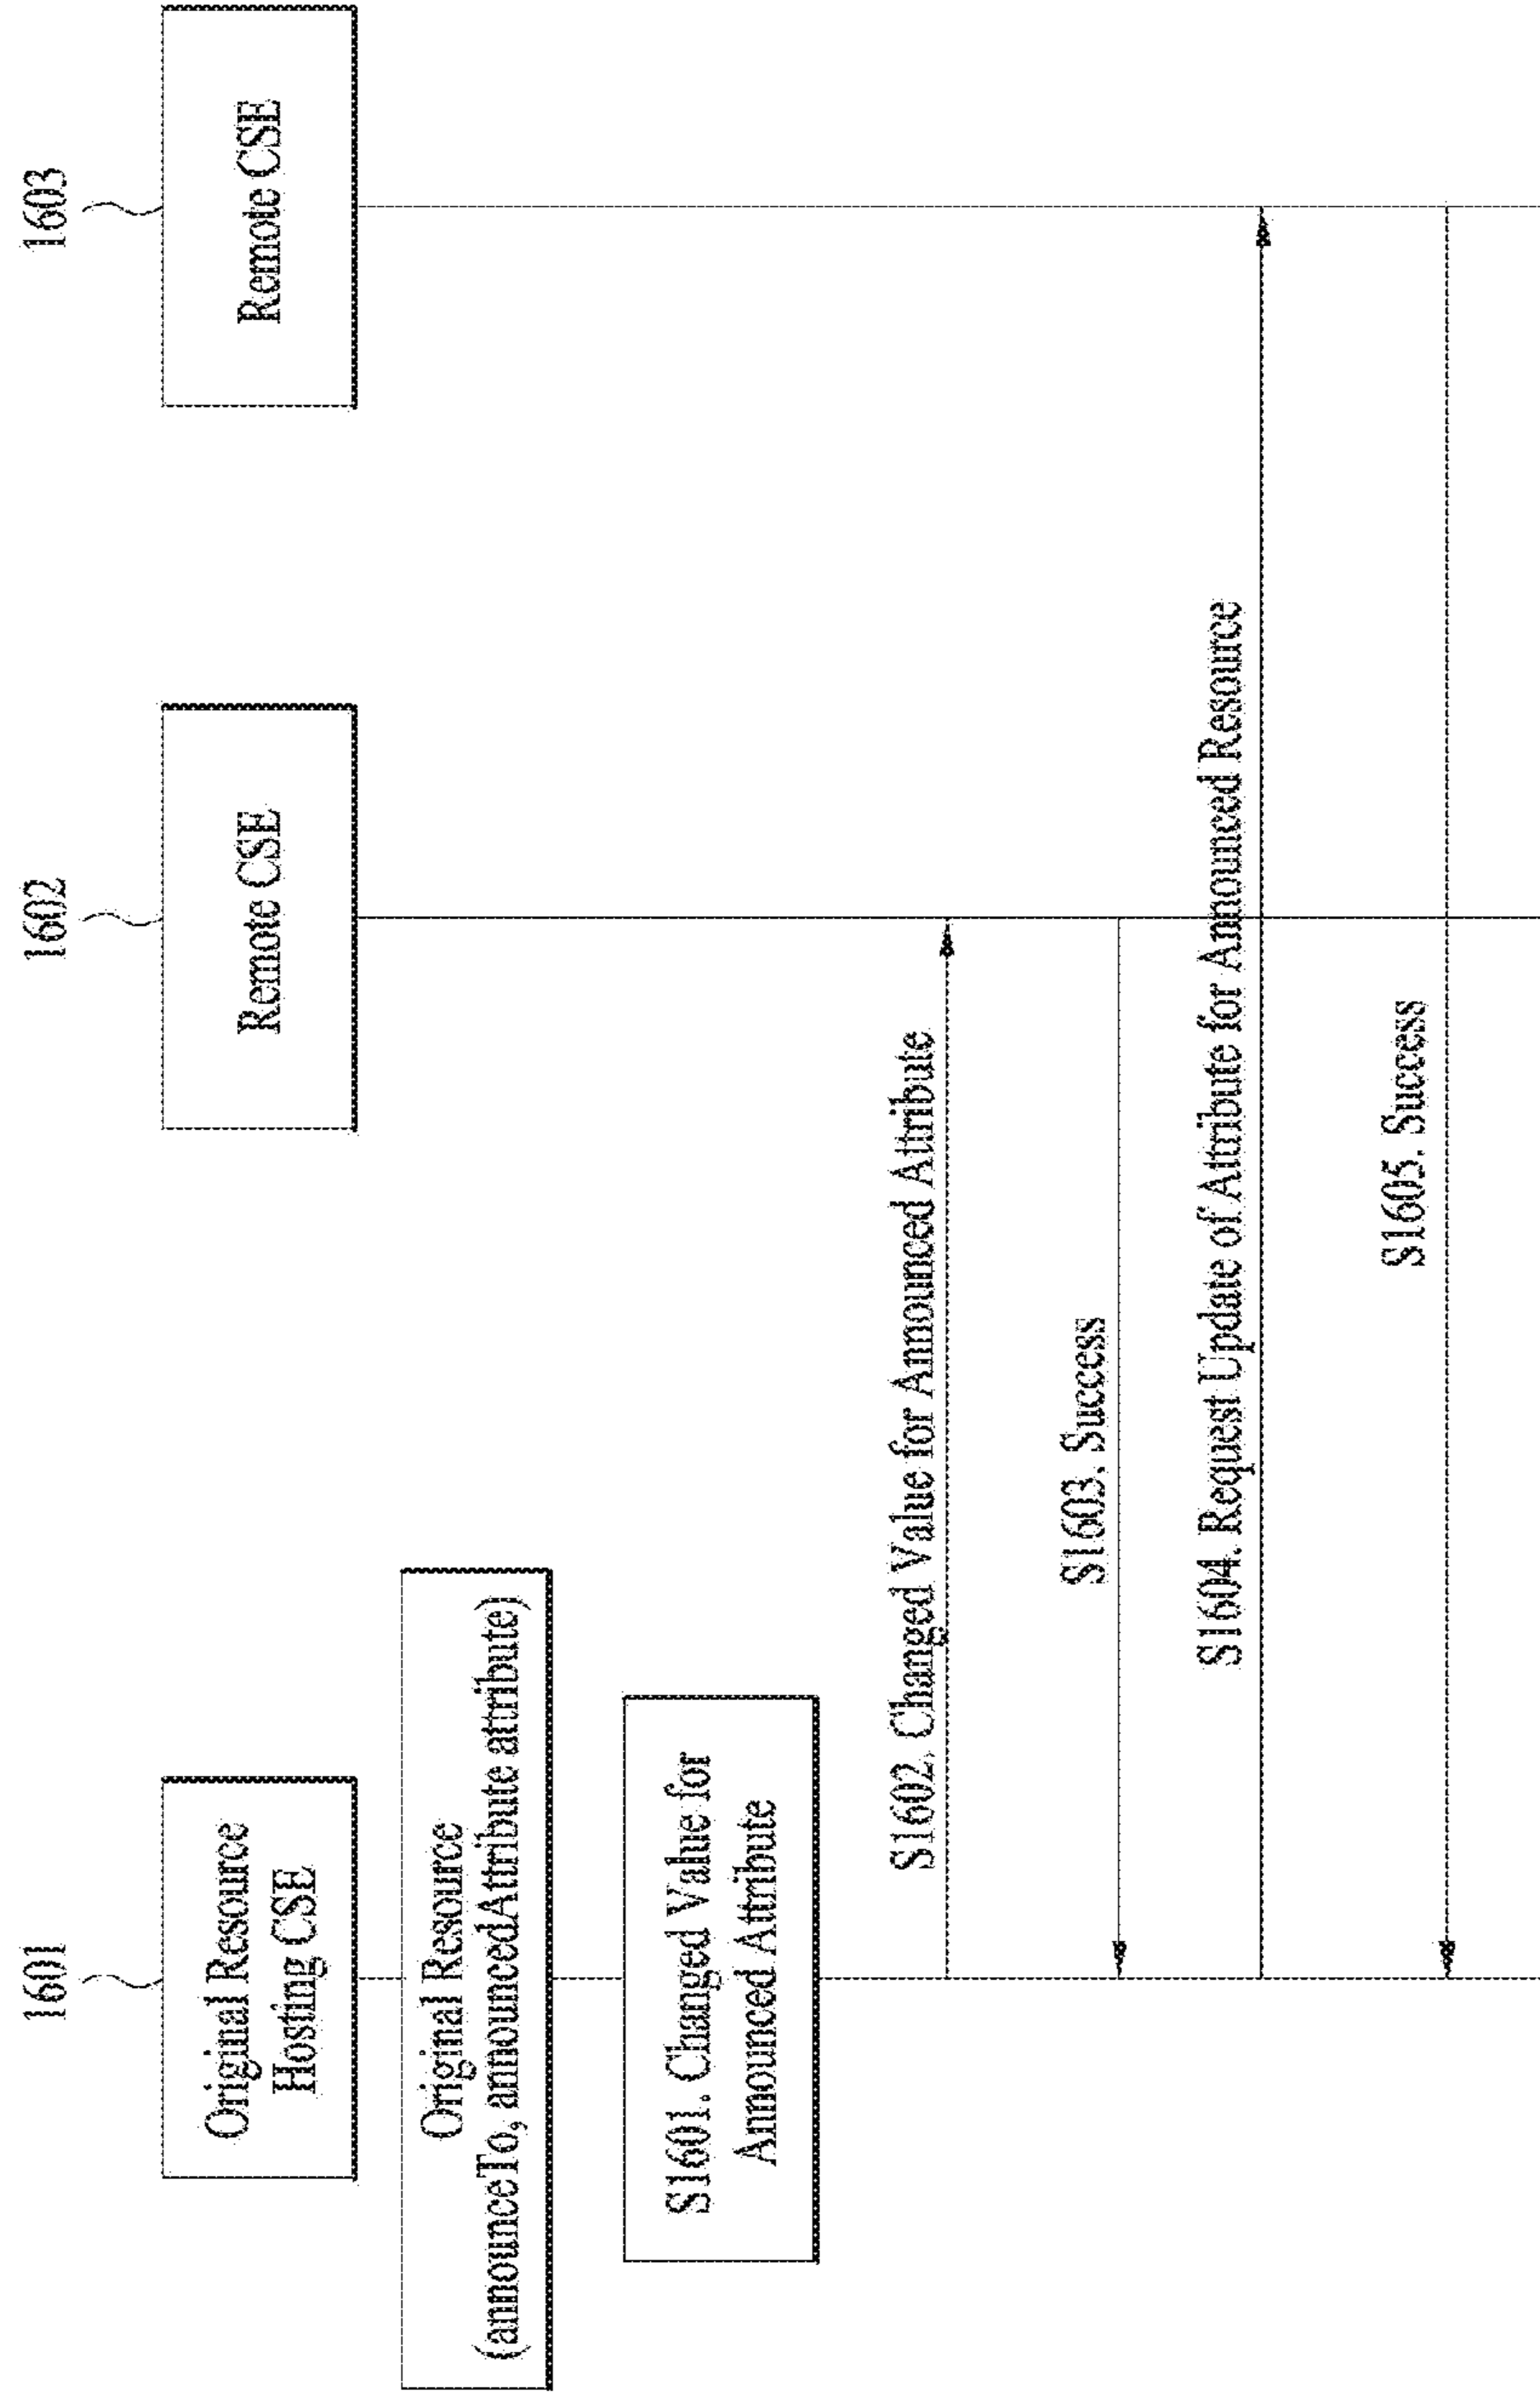 1601
1602
1603
Original Resource
Hosting CSE
Remote CSE
Remote CSE
Original Resource
(announceTo, announcedAttribute attribute)
S1601. Changed Value for
Announced Attribute
S1602. Changed Value for Announced Attribute
S1603. Success
S1604. Request Update of Attribute for Announced Resource
S1605. Success